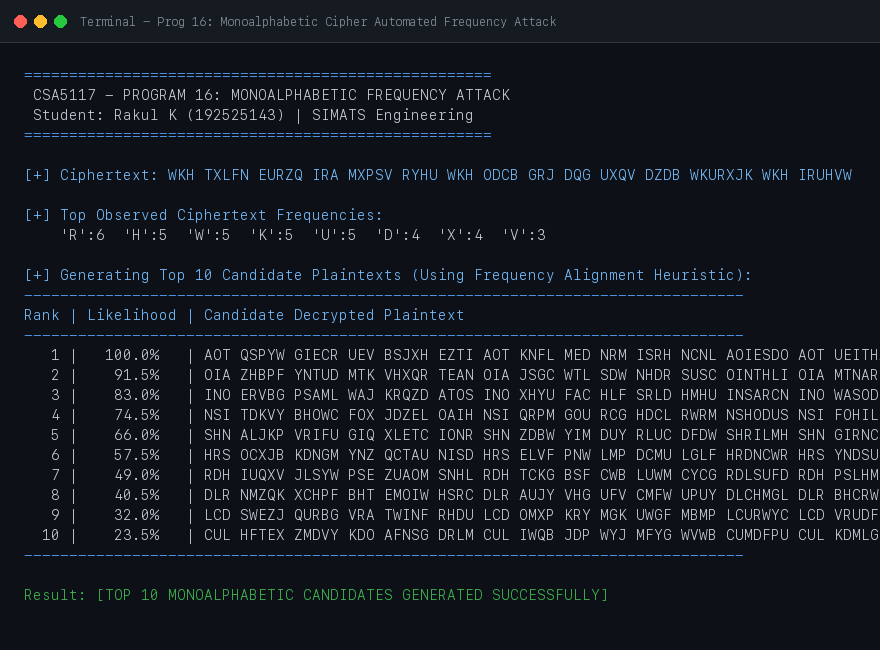 Terminal — Prog 16: Monoalphabetic Cipher Automated Frequency Attack
====================================================
CSA5117 — PROGRAM 16: MONOALPHABETIC FREQUENCY ATTACK
Student: Rakul K (192525143) | SIMATS Engineering
====================================================
[+] Ciphertext: WKH TXLFN EURZQ IRA MXPSV RYHU WKH ODCB GRJ DQG UXQV DZDB WKURXJK WKH IRUHVW
[+] Top Observed Ciphertext Frequencies:
'R':6 'H':5 'W':5 'K':5 'U':5 'D':4 'X':4 'V':3
[+] Generating Top 10 Candidate Plaintexts (Using Frequency Alignment Heuristic):
--------------------------------------------------------------------------------
Rank | Likelihood | Candidate Decrypted Plaintext
--------------------------------------------------------------------------------
1 | 100.0% | AOT QSPYW GIECR UEV BSJXH EZTI AOT KNFL MED NRM ISRH NCNL AOIESDO AOT UEITH
2 | 91.5% | OIA ZHBPF YNTUD MTK VHXQR TEAN OIA JSGC WTL SDW NHDR SUSC OINTHLI OIA MTNAR
3 | 83.0% | INO ERVBG PSAML WAJ KRQZD ATOS INO XHYU FAC HLF SRLD HMHU INSARCN INO WASOD
4 | 74.5% | NSI TDKVY BHOWC FOX JDZEL OAIH NSI QRPM GOU RCG HDCL RWRM NSHODUS NSI FOHIL
5 | 66.0% | SHN ALJKP VRIFU GIQ XLETC IONR SHN ZDBW YIM DUY RLUC DFDW SHRILMH SHN GIRNC
6 | 57.5% | HRS OCXJB KDNGM YNZ QCTAU NISD HRS ELVF PNW LMP DCMU LGLF HRDNCWR HRS YNDSU
7 | 49.0% | RDH IUQXV JLSYW PSE ZUAOM SNHL RDH TCKG BSF CWB LUWM CYCG RDLSUFD RDH PSLHM
8 | 40.5% | DLR NMZQK XCHPF BHT EMOIW HSRC DLR AUJY VHG UFV CMFW UPUY DLCHMGL DLR BHCRW
9 | 32.0% | LCD SWEZJ QURBG VRA TWINF RHDU LCD OMXP KRY MGK UWGF MBMP LCURWYC LCD VRUDF
10 | 23.5% | CUL HFTEX ZMDVY KDO AFNSG DRLM CUL IWQB JDP WYJ MFYG WVWB CUMDFPU CUL KDMLG
--------------------------------------------------------------------------------
Result: [TOP 10 MONOALPHABETIC CANDIDATES GENERATED SUCCESSFULLY]